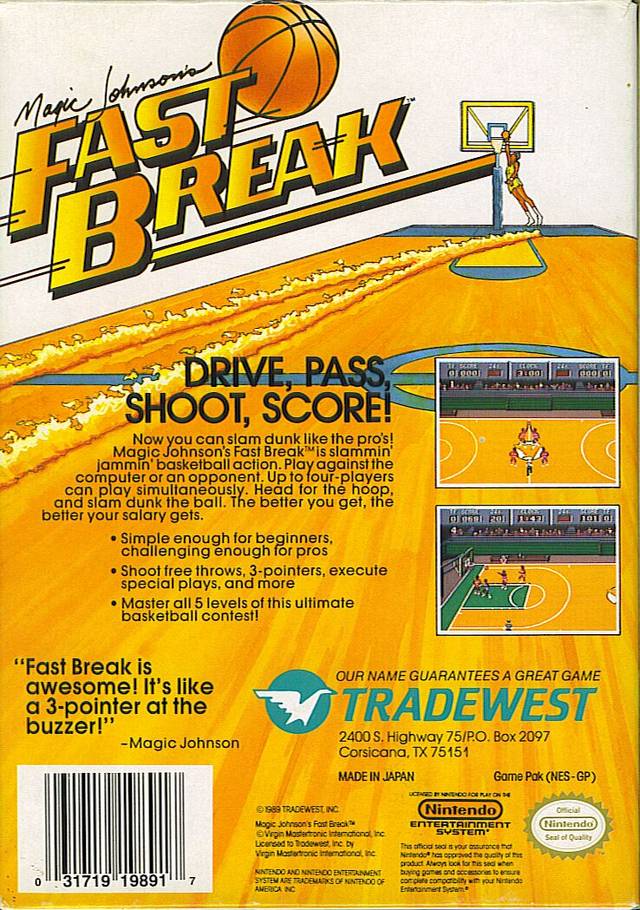 Magic Johnson's
FAST
BREAK™
DRIVE, PASS,
SHOOT, SCORE!
Now you can slam dunk like the pro's!
Magic Johnson's Fast Break™ is slammin'
jammin' basketball action. Play against the
computer or an opponent. Up to four-players
can play simultaneously. Head for the hoop,
and slam dunk the ball. The better you get, the
better your salary gets.
• Simple enough for beginners,
challenging enough for pros
• Shoot free throws, 3-pointers, execute
special plays, and more
• Master all 5 levels of this ultimate
basketball contest!
"Fast Break is
awesome! It's like
a 3-pointer at the
buzzer!"
–Magic Johnson
OUR NAME GUARANTEES A GREAT GAME
TRADEWEST
2400 S. Highway 75/P.O. Box 2097
Corsicana, TX 75151
MADE IN JAPAN Game Pak (NES-GP)
© 1989 TRADEWEST, INC.
Magic Johnson's Fast Break™
© Virgin Mastertronic International, Inc.
Licensed to Tradewest, Inc. by
Virgin Mastertronic International, Inc.
NINTENDO AND NINTENDO ENTERTAINMENT
SYSTEM ARE TRADEMARKS OF NINTENDO OF
AMERICA INC.
LICENSED BY NINTENDO FOR PLAY ON THE
Nintendo
ENTERTAINMENT
SYSTEM®
This official seal is your assurance that
Nintendo® has approved the quality of this
product. Always look for this seal when
buying games and accessories to ensure
complete compatibility with your Nintendo
Entertainment System.®
Official
Nintendo
Seal of Quality
0 31719 19891 7